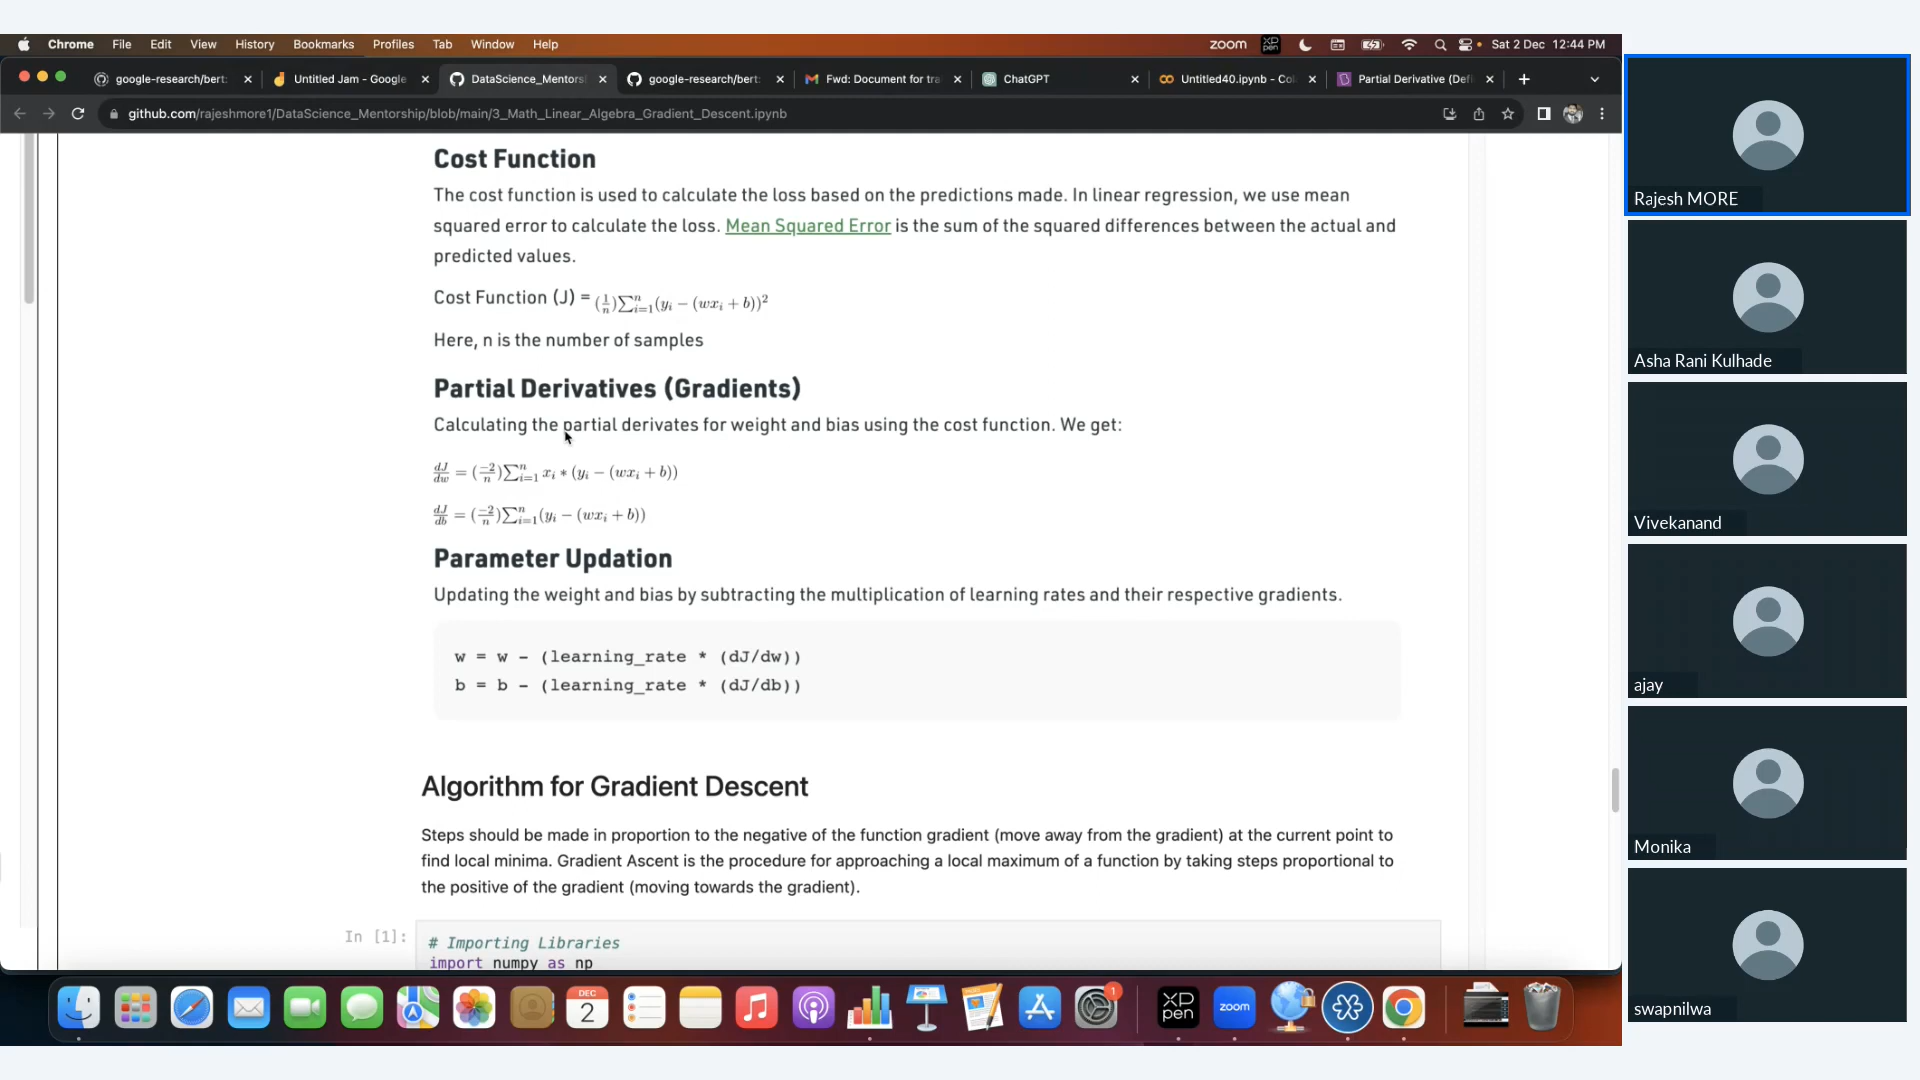 Chrome File Edit View History Bookmarks Profiles Tab Window Help zoom XP pen Sat 2 Dec 12:44 PM
google-research/bert: Untitled Jam - Google DataScience_Mentors google-research/bert: Fwd: Document for tra ChatGPT Untitled40.ipynb - Co Partial Derivative (Defi
github.com/rajeshmore1/DataScience_Mentorship/blob/main/3_Math_Linear_Algebra_Gradient_Descent.ipynb
Cost Function
The cost function is used to calculate the loss based on the predictions made. In linear regression, we use mean
squared error to calculate the loss. Mean Squared Error is the sum of the squared differences between the actual and
predicted values.
Cost Function (J) = (1/n)∑ⁿᵢ₌₁(yᵢ − (wxᵢ + b))²
Here, n is the number of samples
Partial Derivatives (Gradients)
Calculating the partial derivates for weight and bias using the cost function. We get:
dJ/dw = (−2/n)∑ⁿᵢ₌₁ xᵢ * (yᵢ − (wxᵢ + b))
dJ/db = (−2/n)∑ⁿᵢ₌₁(yᵢ − (wxᵢ + b))
Parameter Updation
Updating the weight and bias by subtracting the multiplication of learning rates and their respective gradients.
w = w - (learning_rate * (dJ/dw))
b = b - (learning_rate * (dJ/db))
Algorithm for Gradient Descent
Steps should be made in proportion to the negative of the function gradient (move away from the gradient) at the current point to
find local minima. Gradient Ascent is the procedure for approaching a local maximum of a function by taking steps proportional to
the positive of the gradient (moving towards the gradient).
In [1]: # Importing Libraries
import numpy as np
DEC
2
1
XP
pen
zoom
Rajesh MORE
Asha Rani Kulhade
Vivekanand
ajay
Monika
swapnilwa